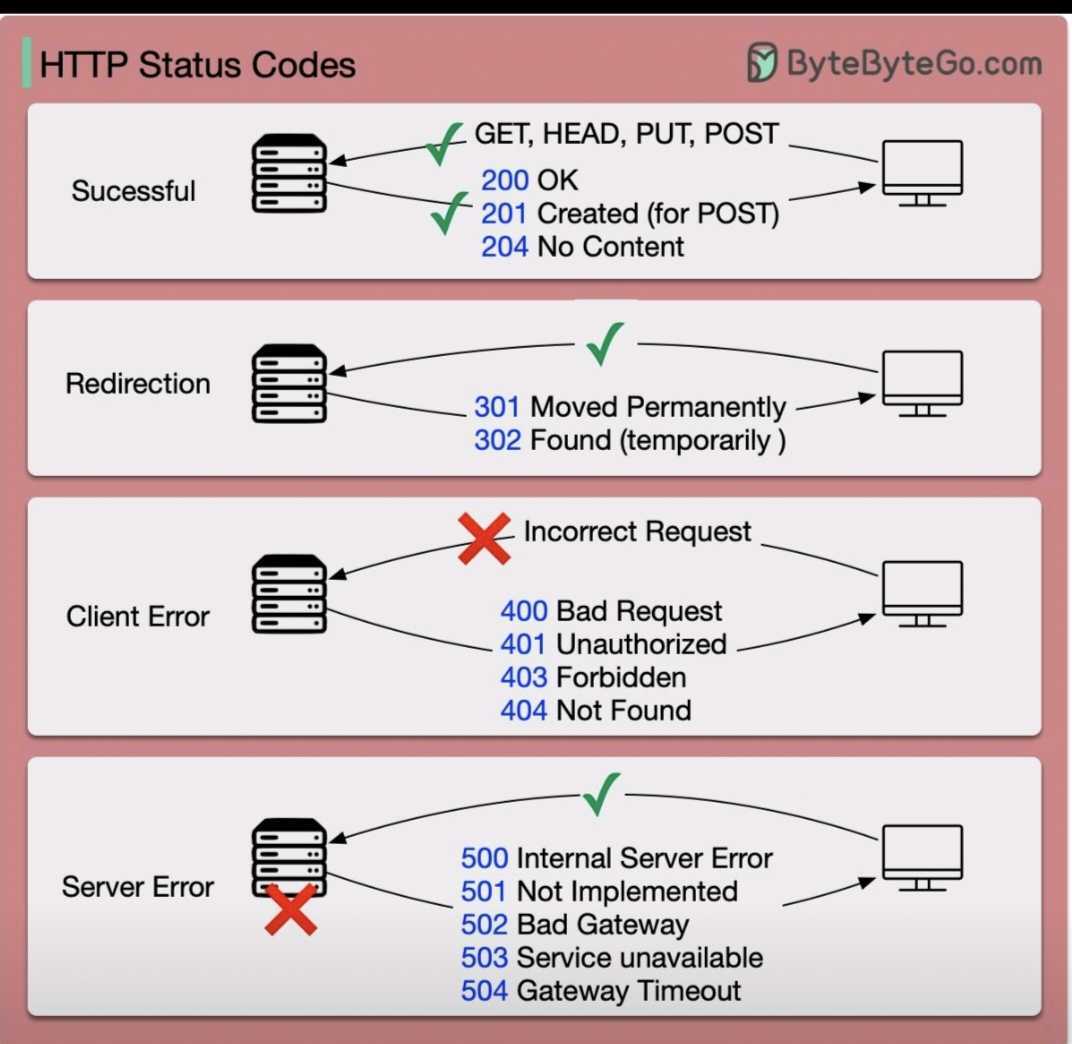 HTTP Status Codes
ByteByteGo.com
GET, HEAD, PUT, POST
Sucessful
200 OK
201 Created (for POST)
204 No Content
Redirection
301 Moved Permanently
302 Found (temporarily )
Incorrect Request
Client Error
400 Bad Request
401 Unauthorized
403 Forbidden
404 Not Found
Server Error
500 Internal Server Error
501 Not Implemented
502 Bad Gateway
503 Service unavailable
504 Gateway Timeout